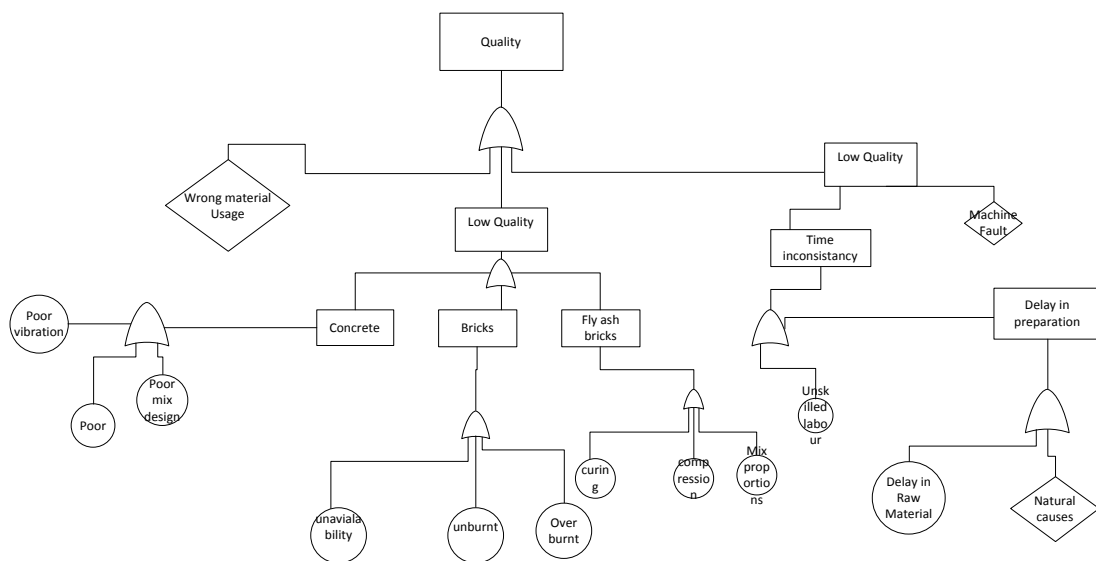 Quality
Wrong material
Usage
Low Quality
Low Quality
Machine
Fault
Time
inconsistancy
Poor
vibration
Concrete
Bricks
Fly ash
bricks
Delay in
preparation
Poor
mix
design
Poor
Unsk
illed
labo
ur
curin
g
comp
ressio
n
Mix
prop
ortio
ns
Delay in
Raw
Material
Natural
causes
unaviala
bility
unburnt
Over
burnt